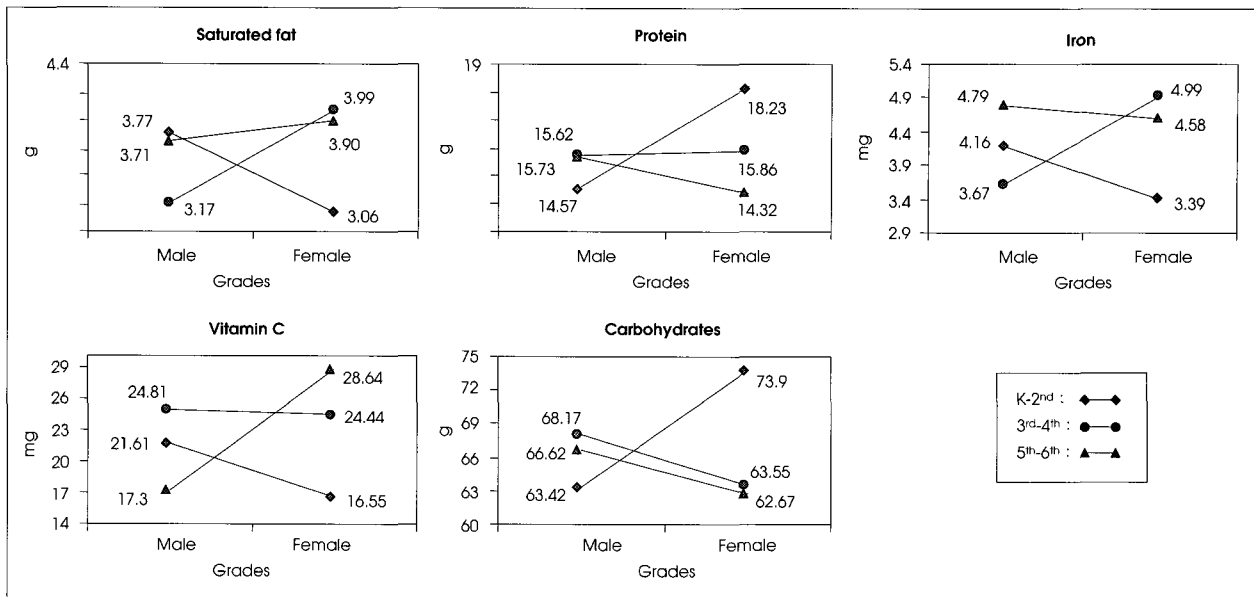 Saturated fat
4.4
3.77
3.71
3.17
3.99
3.90
3.06
g
Male Female
Grades
Protein
19
15.62
15.73
14.57
18.23
15.86
14.32
g
Male Female
Grades
Iron
5.4
4.9
4.4
3.9
3.4
2.9
4.79
4.16
3.67
4.99
4.58
3.39
mg
Male Female
Grades
Vitamin C
29
26
23
20
17
14
24.81
21.61
17.3
28.64
24.44
16.55
mg
Male Female
Grades
Carbohydrates
75
72
69
66
63
60
68.17
66.62
63.42
73.9
63.55
62.67
g
Male Female
Grades
K-2nd :
3rd-4th :
5th-6th :